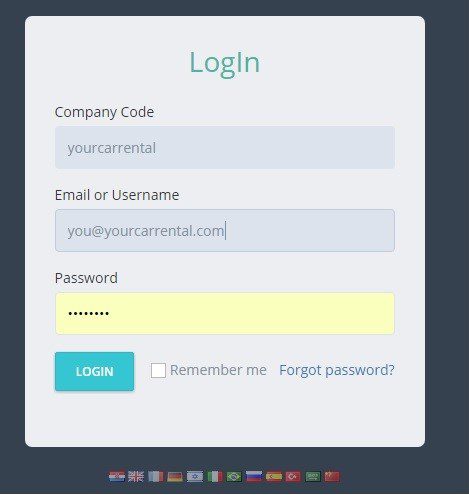 LogIn
Company Code
yourcarrental
Email or Username
you@yourcarrental.com
Password
••••••••
LOGIN Remember me Forgot password?